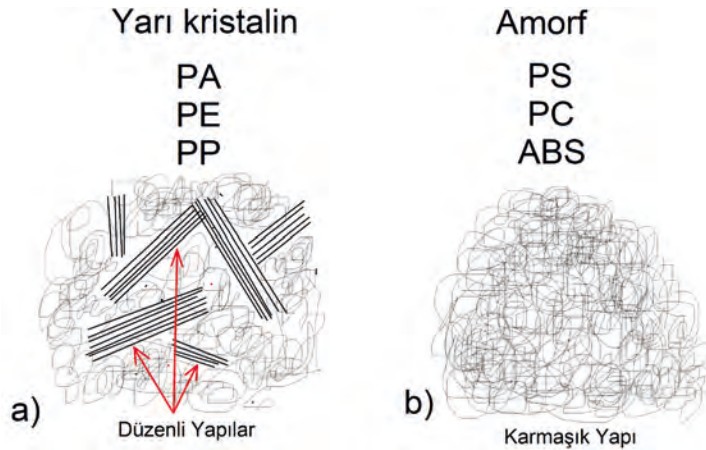 Yarı kristalin
PA
PE
PP
a)
Düzenli Yapılar
Amorf
PS
PC
ABS
b)
Karmaşık Yapı